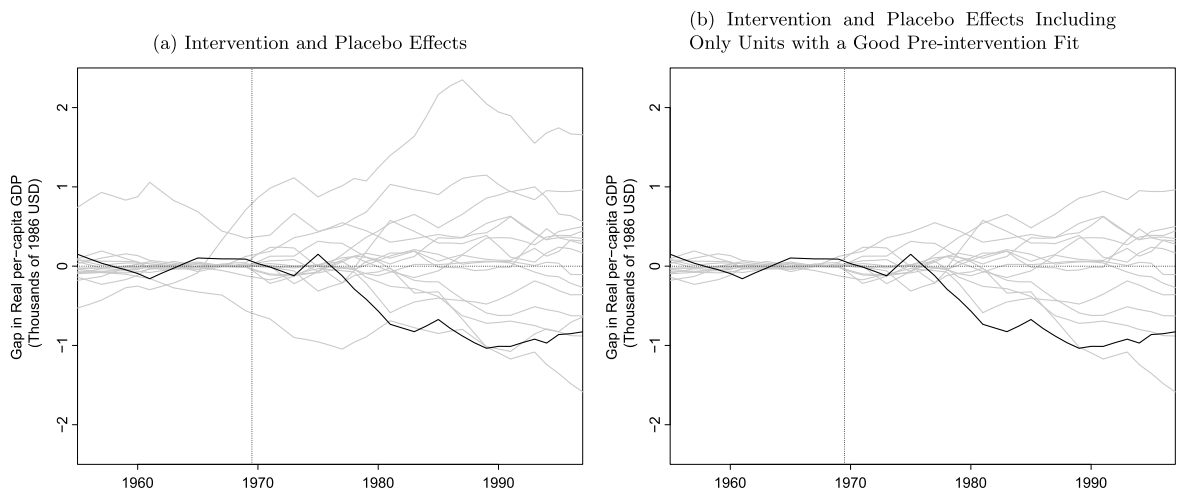 (a) Intervention and Placebo Effects
2
1
0
−1
−2
Gap in Real per−capita GDP
(Thousands of 1986 USD)
1960 1970 1980 1990
(b) Intervention and Placebo Effects Including
Only Units with a Good Pre-intervention Fit
2
1
0
−1
−2
Gap in Real per−capita GDP
(Thousands of 1986 USD)
1960 1970 1980 1990